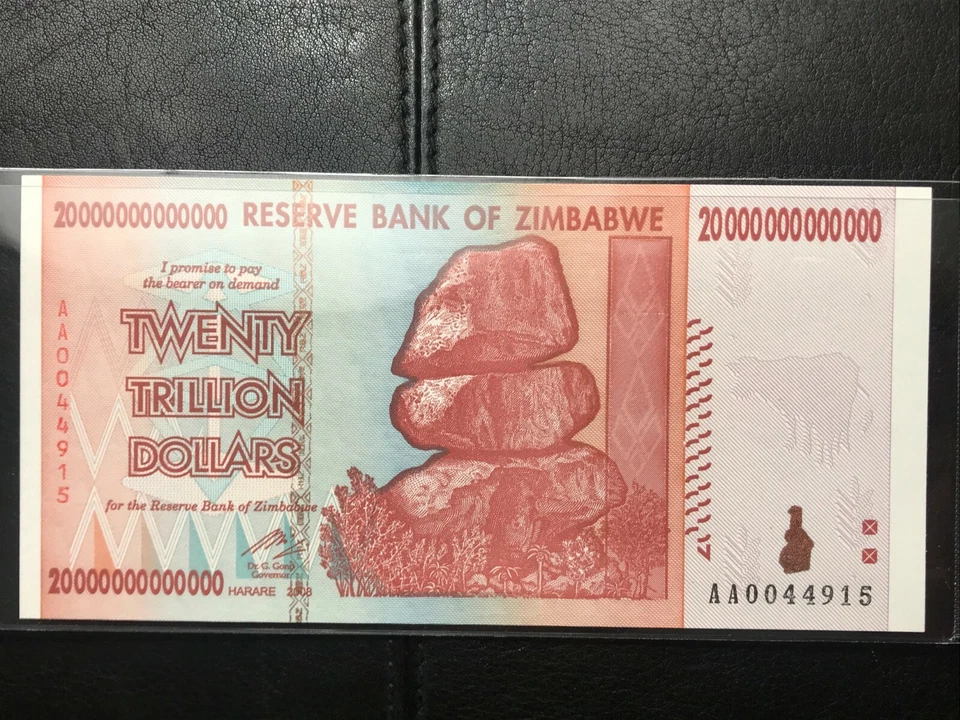 20000000000000 RESERVE BANK OF ZIMBABWE 20000000000000
I promise to pay
the bearer on demand
TWENTY
TRILLION
DOLLARS
for the Reserve Bank of Zimbabwe
Dr. G. Gono
Governor
20000000000000 HARARE 2008
AA0044915
AA0044915